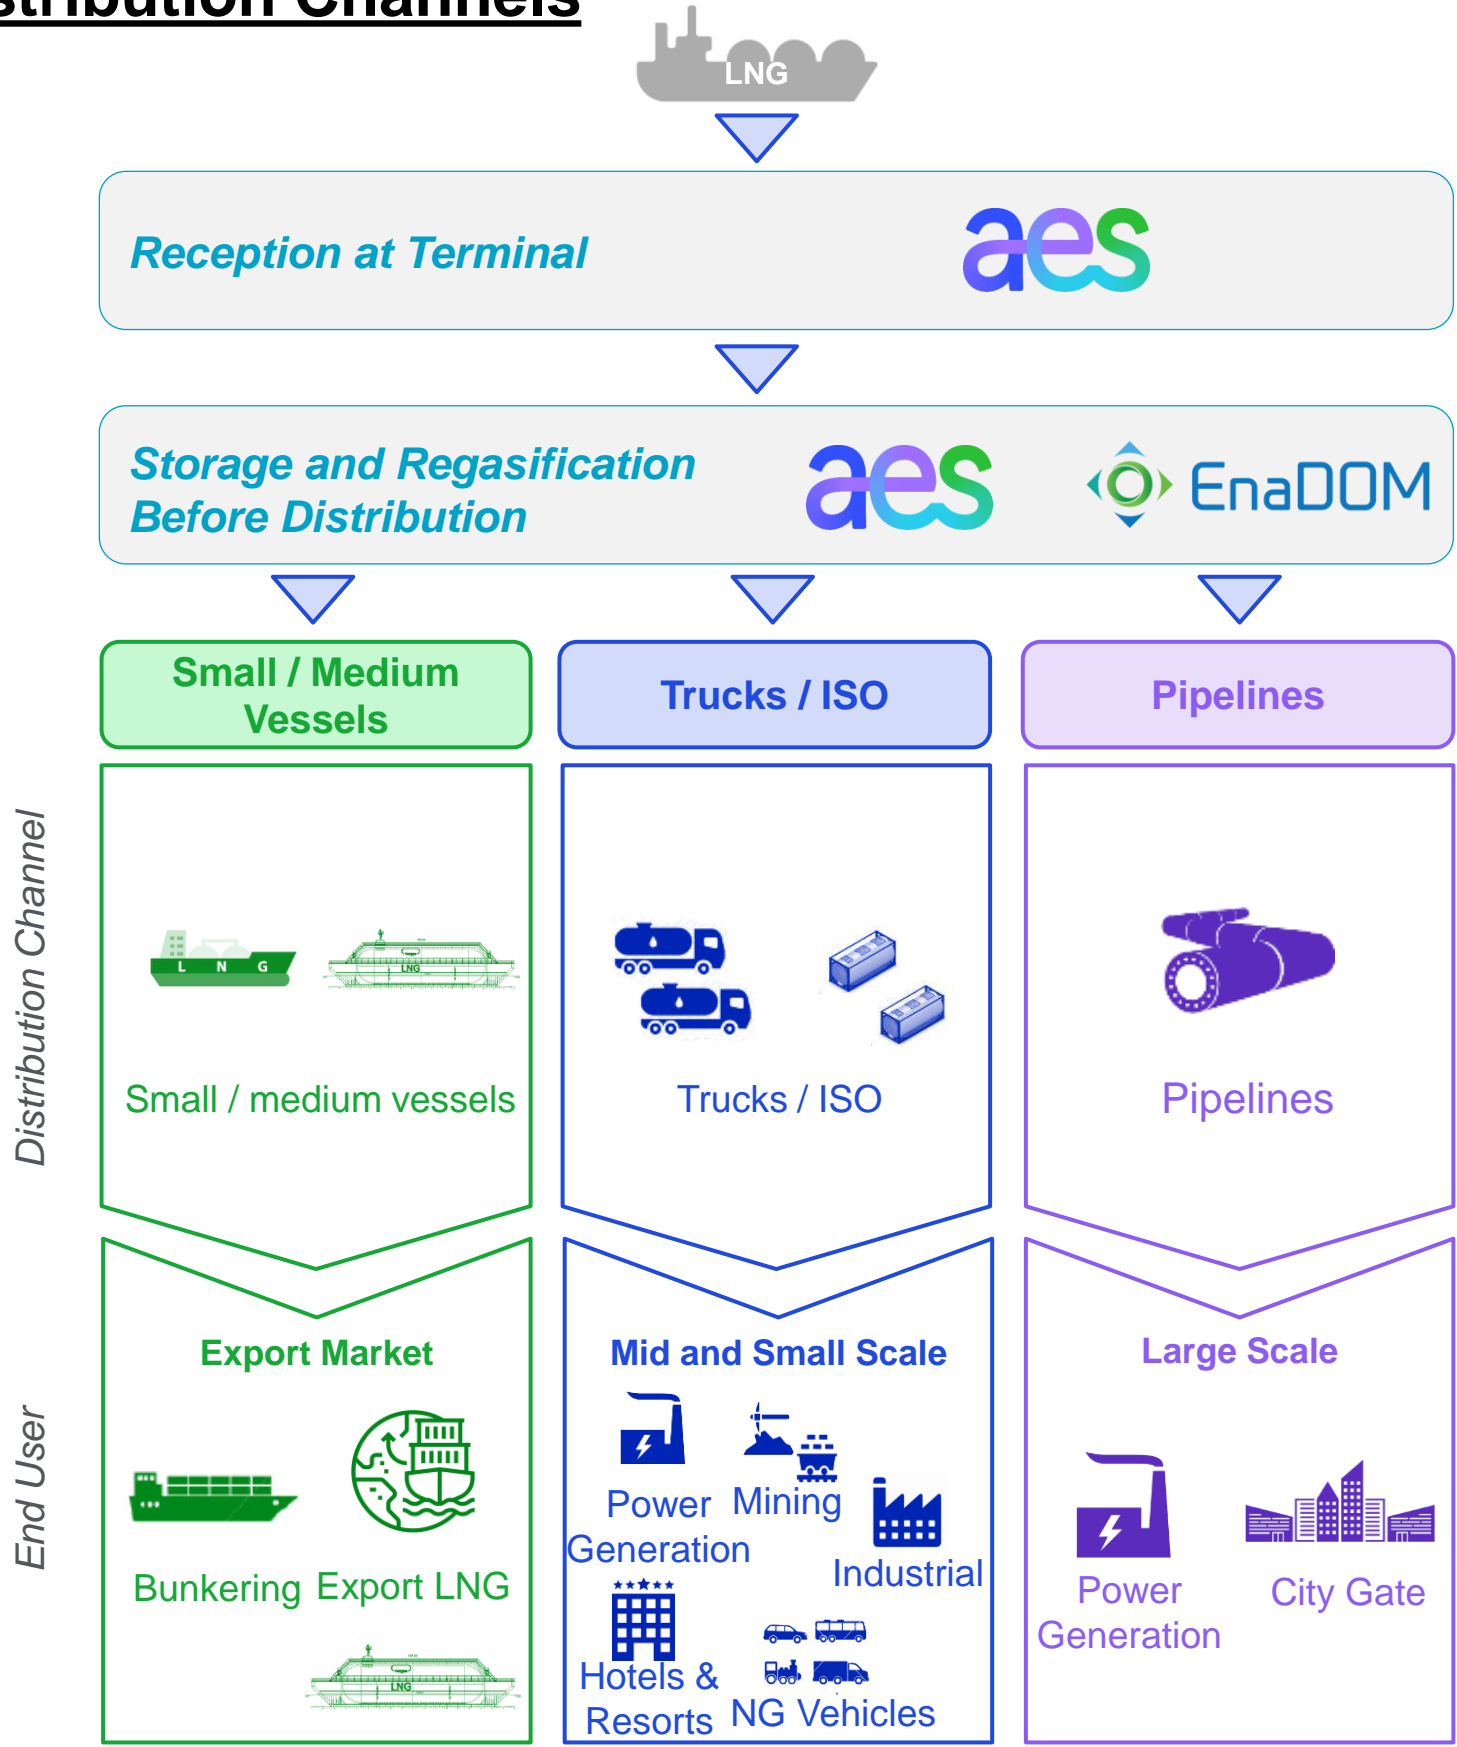 stribution Channels
LNG
Reception at Terminal
aes
Storage and Regasification
Before Distribution
aes
EnaDOM
Small / Medium
Vessels
Trucks / ISO
Pipelines
Distribution Channel
L N G
LNG
Small / medium vessels
Trucks / ISO
Pipelines
End User
Export Market
Bunkering
Export LNG
LNG
Mid and Small Scale
Power
Generation
Mining
Industrial
Hotels &
Resorts
NG Vehicles
Large Scale
Power
Generation
City Gate